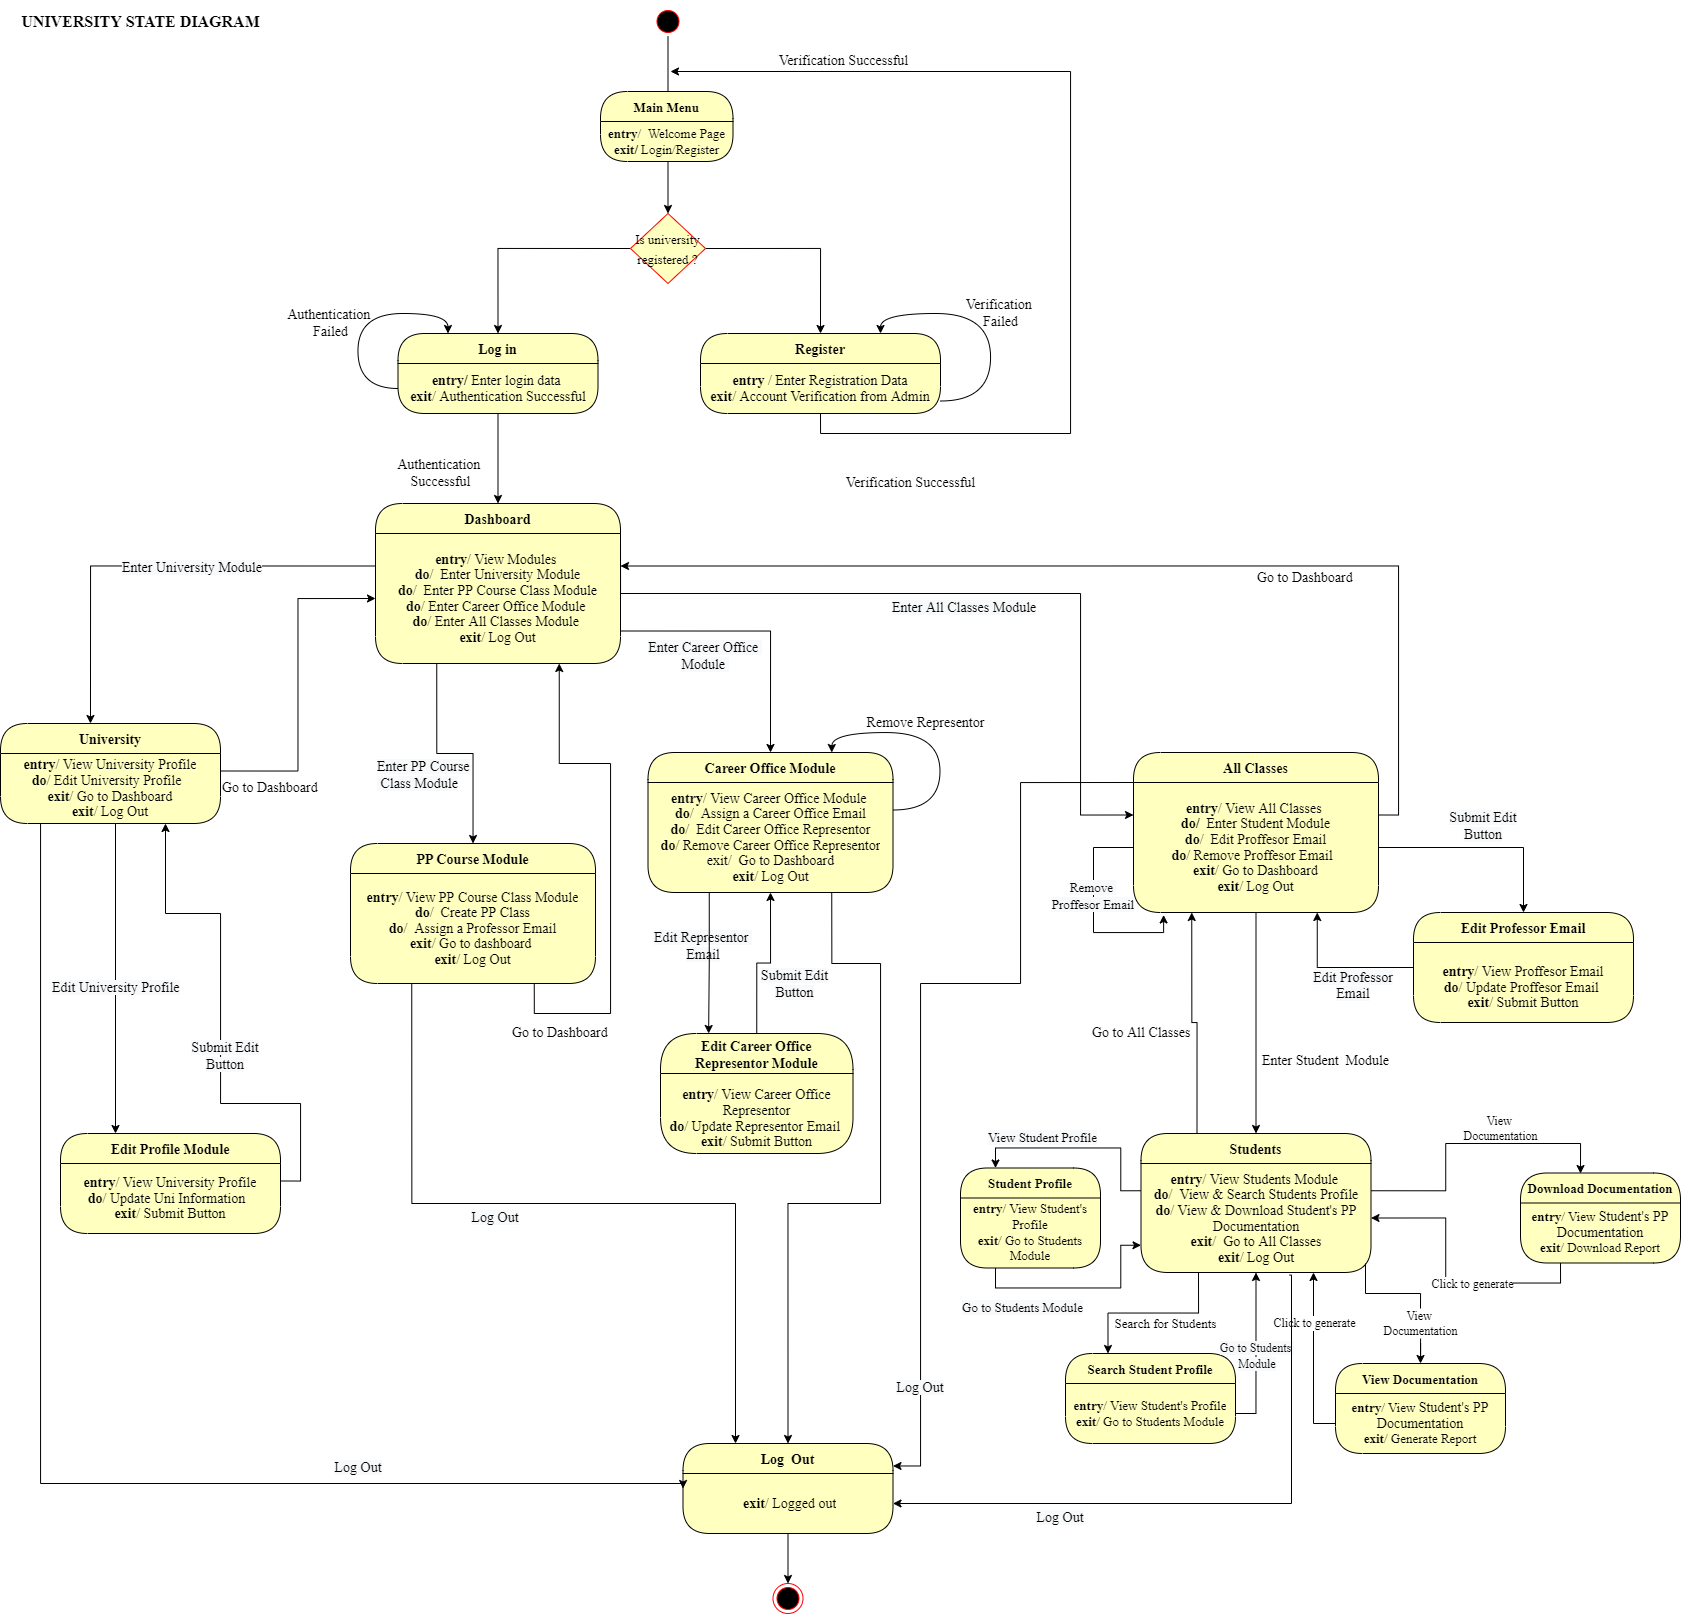 UNIVERSITY STATE DIAGRAM
Verification Successful
Main Menu
entry/  Welcome Page
exit/ Login/Register
Is university
registered ?
Authentication
Failed
Verification
Failed
Log in
entry/ Enter login data
exit/ Authentication Successful
Register
entry / Enter Registration Data
exit/ Account Verification from Admin
Authentication
Successful
Verification Successful
Dashboard
entry/ View Modules
do/  Enter University Module
do/  Enter PP Course Class Module
do/ Enter Career Office Module
do/ Enter All Classes Module
exit/ Log Out
Enter University Module
Go to Dashboard
Enter All Classes Module
Enter Career Office
Module
University
entry/ View University Profile
do/ Edit University Profile
exit/ Go to Dashboard
exit/ Log Out
Go to Dashboard
Enter PP Course
Class Module
Remove Representor
Career Office Module
entry/ View Career Office Module
do/  Assign a Career Office Email
do/  Edit Career Office Representor
do/ Remove Career Office Representor
exit/  Go to Dashboard
exit/ Log Out
All Classes
entry/ View All Classes
do/  Enter Student Module
do/  Edit Proffesor Email
do/ Remove Proffesor Email
exit/ Go to Dashboard
exit/ Log Out
Submit Edit
Button
PP Course Module
entry/ View PP Course Class Module
do/  Create PP Class
do/  Assign a Professor Email
exit/ Go to dashboard
exit/ Log Out
Remove
Proffesor Email
Edit Professor Email
entry/ View Proffesor Email
do/ Update Proffesor Email
exit/ Submit Button
Edit Representor
Email
Submit Edit
Button
Edit Professor
Email
Edit University Profile
Go to Dashboard
Go to All Classes
Submit Edit
Button
Edit Career Office
Representor Module
entry/ View Career Office
Representor
do/ Update Representor Email
exit/ Submit Button
Enter Student  Module
Edit Profile Module
entry/ View University Profile
do/ Update Uni Information
exit/ Submit Button
View Student Profile
Students
entry/ View Students Module
do/  View & Search Students Profile
do/ View & Download Student's PP
Documentation
exit/  Go to All Classes
exit/ Log Out
View
Documentation
Student Profile
entry/ View Student's
Profile
exit/ Go to Students
Module
Download Documentation
entry/ View Student's PP
Documentation
exit/ Download Report
Log Out
Click to generate
Go to Students Module
Search for Students
Click to generate
View
Documentation
Go to Students
Module
Search Student Profile
entry/ View Student's Profile
exit/ Go to Students Module
View Documentation
entry/ View Student's PP
Documentation
exit/ Generate Report
Log Out
Log Out
Log  Out
exit/ Logged out
Log Out